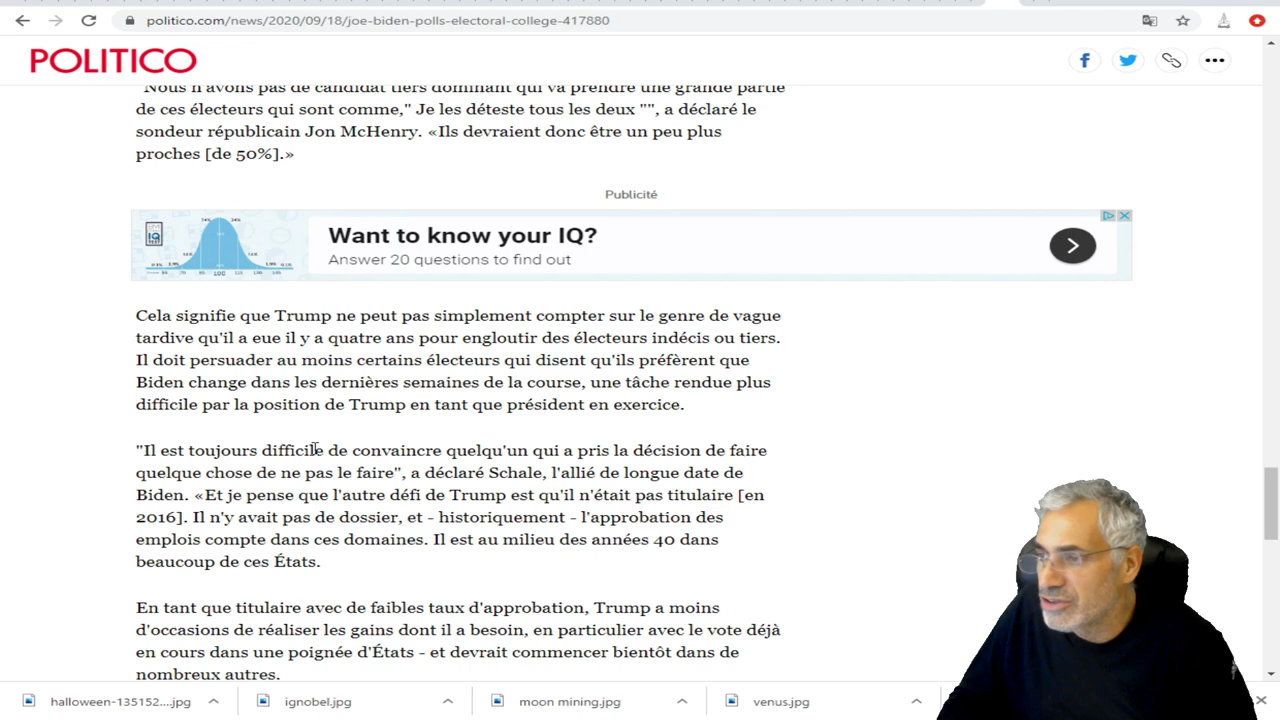 politico.com/news/2020/09/18/joe-biden-polls-electoral-college-417880
POLITICO
"Nous n'avons pas de candidat tiers dominant qui va prendre une grande partie
de ces électeurs qui sont comme," Je les déteste tous les deux "", a déclaré le
sondeur républicain Jon McHenry. «Ils devraient donc être un peu plus
proches [de 50%].»
Publicité
IQ
100
Want to know your IQ?
Answer 20 questions to find out
Cela signifie que Trump ne peut pas simplement compter sur le genre de vague
tardive qu'il a eue il y a quatre ans pour engloutir des électeurs indécis ou tiers.
Il doit persuader au moins certains électeurs qui disent qu'ils préfèrent que
Biden change dans les dernières semaines de la course, une tâche rendue plus
difficile par la position de Trump en tant que président en exercice.
"Il est toujours difficile de convaincre quelqu'un qui a pris la décision de faire
quelque chose de ne pas le faire", a déclaré Schale, l'allié de longue date de
Biden. «Et je pense que l'autre défi de Trump est qu'il n'était pas titulaire [en
2016]. Il n'y avait pas de dossier, et - historiquement - l'approbation des
emplois compte dans ces domaines. Il est au milieu des années 40 dans
beaucoup de ces États.
En tant que titulaire avec de faibles taux d'approbation, Trump a moins
d'occasions de réaliser les gains dont il a besoin, en particulier avec le vote déjà
en cours dans une poignée d'États - et devrait commencer bientôt dans de
nombreux autres.
halloween-135152....jpg
ignobel.jpg
moon mining.jpg
venus.jpg